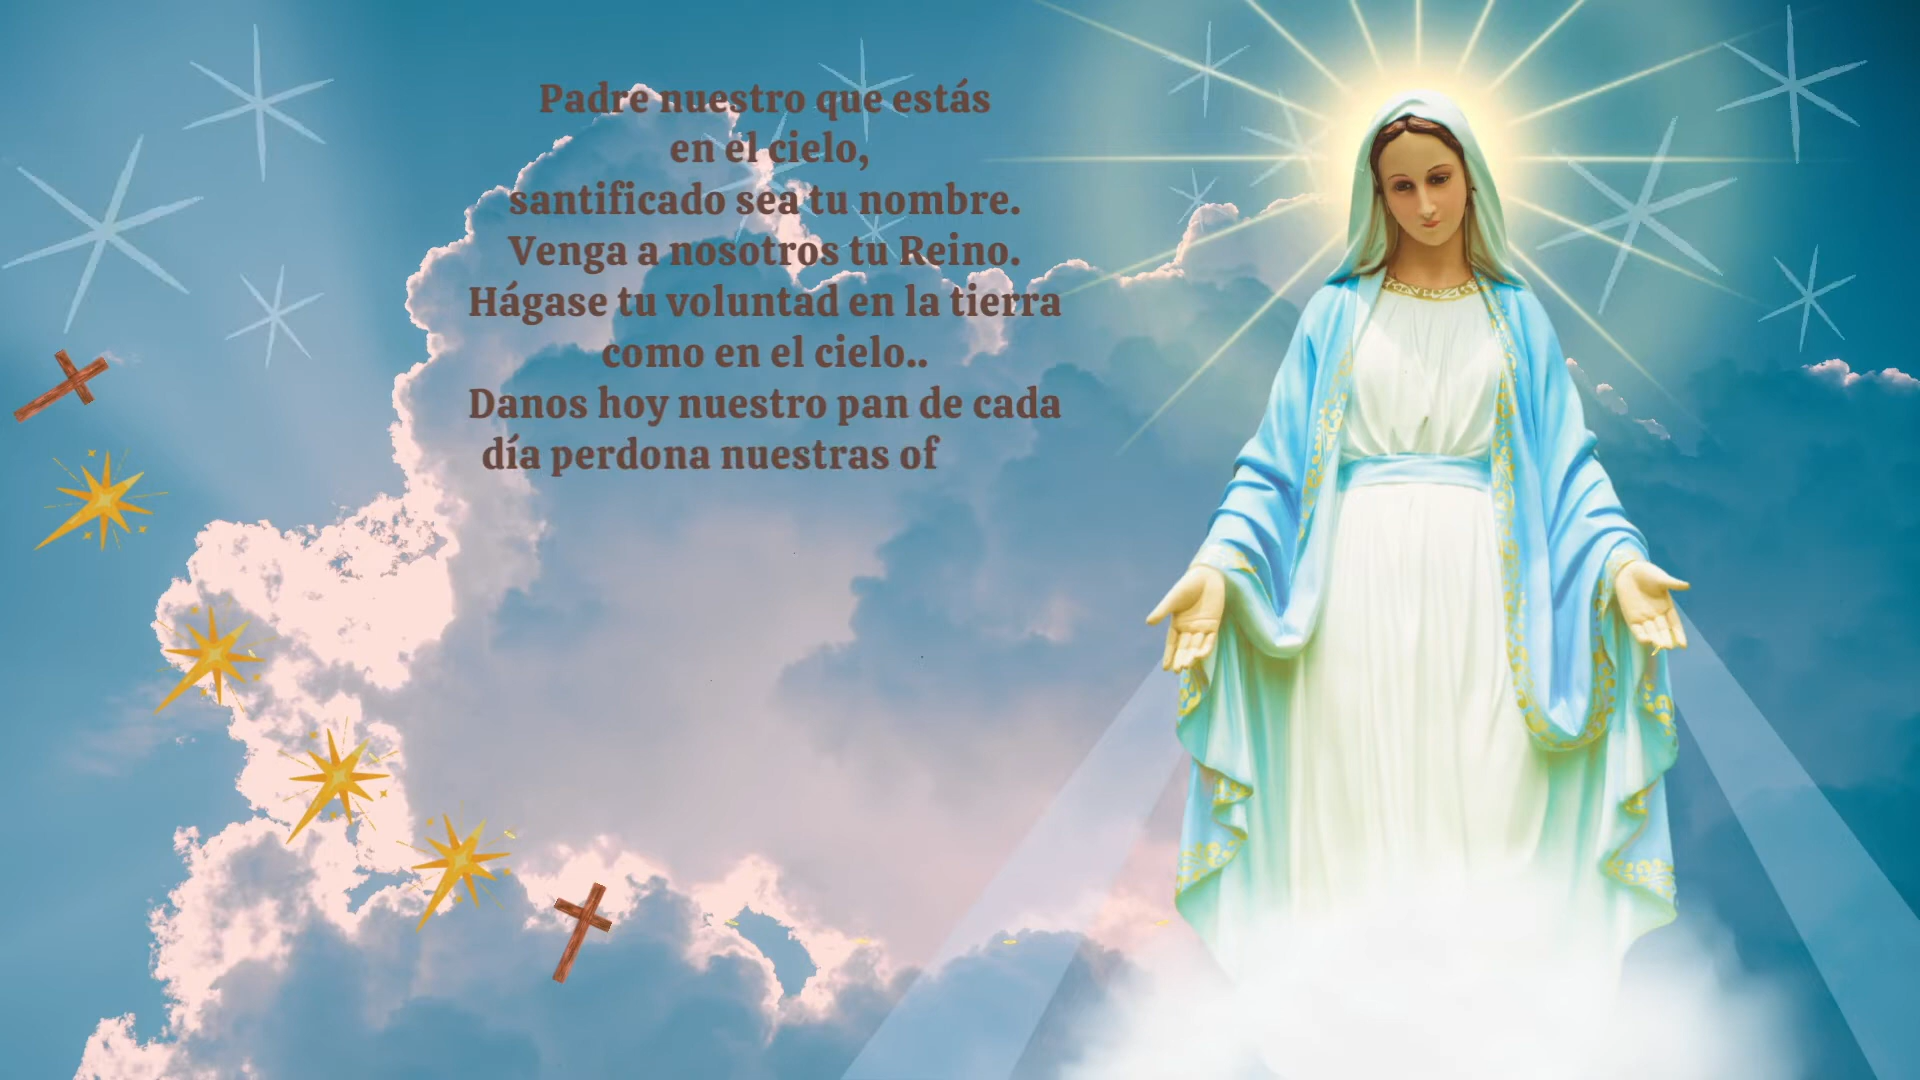 Padre nuestro que estás
en el cielo,
santificado sea tu nombre.
Venga a nosotros tu Reino.
Hágase tu voluntad en la tierra
como en el cielo..
Danos hoy nuestro pan de cada
día perdona nuestras of